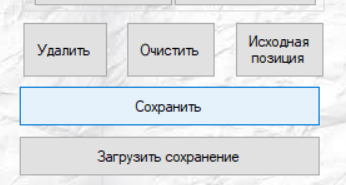 Удалить Очистить Исходная
позиция
Сохранить
Загрузить сохранение